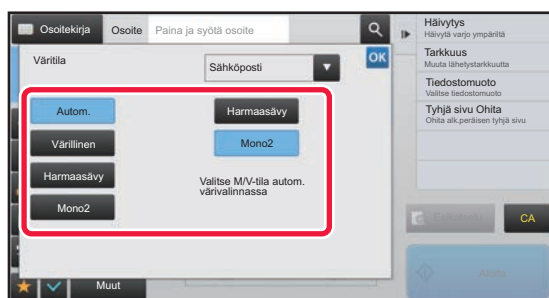 Osoitekirja
Osoite
Paina ja syötä osoite
Väritila
Sähköposti
OK
Autom.
Värillinen
Harmaasävy
Mono2
Harmaasävy
Mono2
Valitse M/V-tila autom.
värivalinnassa
Muut
Häivytys
Häivytä varjo ympäriltä
Tarkkuus
Muuta lähetystarkkuutta
Tiedostomuoto
Valitse tiedostomuoto
Tyhjä sivu Ohita
Ohita alk.peräisen tyhjä sivu
Esikatselu
CA
Aloita